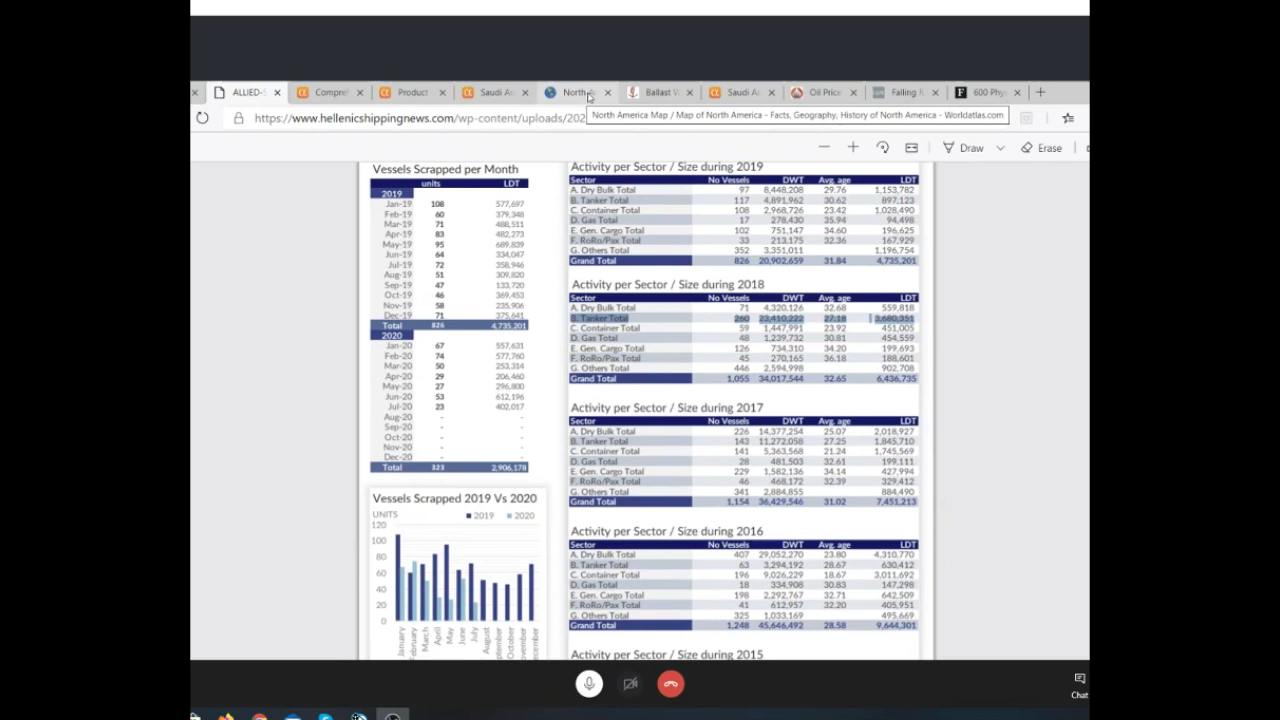 ALLIED-S Compre Product Saudi A North A Ballast W Saudi A Oil Price Falling 600 Phy
https://www.hellenicshippingnews.com/wp-content/uploads/202
North America Map / Map of North America - Facts, Geography, History of North America - Worldatlas.com
Draw Erase
Vessels Scrapped per Month
units LDT
2019
Jan-19 108 577,697
Feb-19 60 379,348
Mar-19 71 488,511
Apr-19 83 482,273
May-19 95 689,839
Jun-19 64 334,047
Jul-19 72 358,946
Aug-19 51 309,820
Sep-19 47 133,720
Oct-19 46 369,453
Nov-19 58 235,906
Dec-19 71 375,641
Total 826 4,735,201
2020
Jan-20 67 557,631
Feb-20 74 577,760
Mar-20 50 253,314
Apr-20 29 206,460
May-20 27 296,800
Jun-20 53 612,196
Jul-20 23 402,017
Aug-20 - -
Sep-20 - -
Oct-20 - -
Nov-20 - -
Dec-20 - -
Total 323 2,906,178
Vessels Scrapped 2019 Vs 2020
UNITS 2019 2020
120
100
80
60
40
20
0
January February March April May June July August September October November December
Activity per Sector / Size during 2019
Sector No Vessels DWT Avg. age LDT
A. Dry Bulk Total 97 8,448,208 29.76 1,153,782
B. Tanker Total 117 4,891,962 30.62 897,123
C. Container Total 108 2,968,726 23.42 1,028,490
D. Gas Total 17 278,430 35.94 94,498
E. Gen. Cargo Total 102 751,147 34.60 196,625
F. RoRo/Pax Total 33 213,175 32.36 167,929
G. Others Total 352 3,351,011 1,196,754
Grand Total 826 20,902,659 31.84 4,735,201
Activity per Sector / Size during 2018
Sector No Vessels DWT Avg. age LDT
A. Dry Bulk Total 71 4,320,126 32.68 559,818
B. Tanker Total 260 23,410,222 27.18 3,680,351
C. Container Total 59 1,447,991 23.92 451,005
D. Gas Total 48 1,239,732 30.81 454,559
E. Gen. Cargo Total 126 734,310 34.20 199,693
F. RoRo/Pax Total 45 270,165 36.18 188,601
G. Others Total 446 2,594,998 902,708
Grand Total 1,055 34,017,544 32.65 6,436,735
Activity per Sector / Size during 2017
Sector No Vessels DWT Avg. age LDT
A. Dry Bulk Total 226 14,377,254 25.07 2,018,927
B. Tanker Total 143 11,272,058 27.25 1,845,710
C. Container Total 141 5,363,568 21.24 1,745,569
D. Gas Total 28 481,503 32.61 199,111
E. Gen. Cargo Total 229 1,582,136 34.14 427,994
F. RoRo/Pax Total 46 468,172 32.39 329,412
G. Others Total 341 2,884,855 884,490
Grand Total 1,154 36,429,546 31.02 7,451,213
Activity per Sector / Size during 2016
Sector No Vessels DWT Avg. age LDT
A. Dry Bulk Total 407 29,052,270 23.80 4,310,770
B. Tanker Total 63 3,294,192 28.67 630,412
C. Container Total 196 9,026,229 18.67 3,011,692
D. Gas Total 18 334,908 30.83 147,298
E. Gen. Cargo Total 198 2,292,767 32.71 642,509
F. RoRo/Pax Total 41 612,957 32.20 405,951
G. Others Total 325 1,033,169 495,669
Grand Total 1,248 45,646,492 28.58 9,644,301
Activity per Sector / Size during 2015
Chat